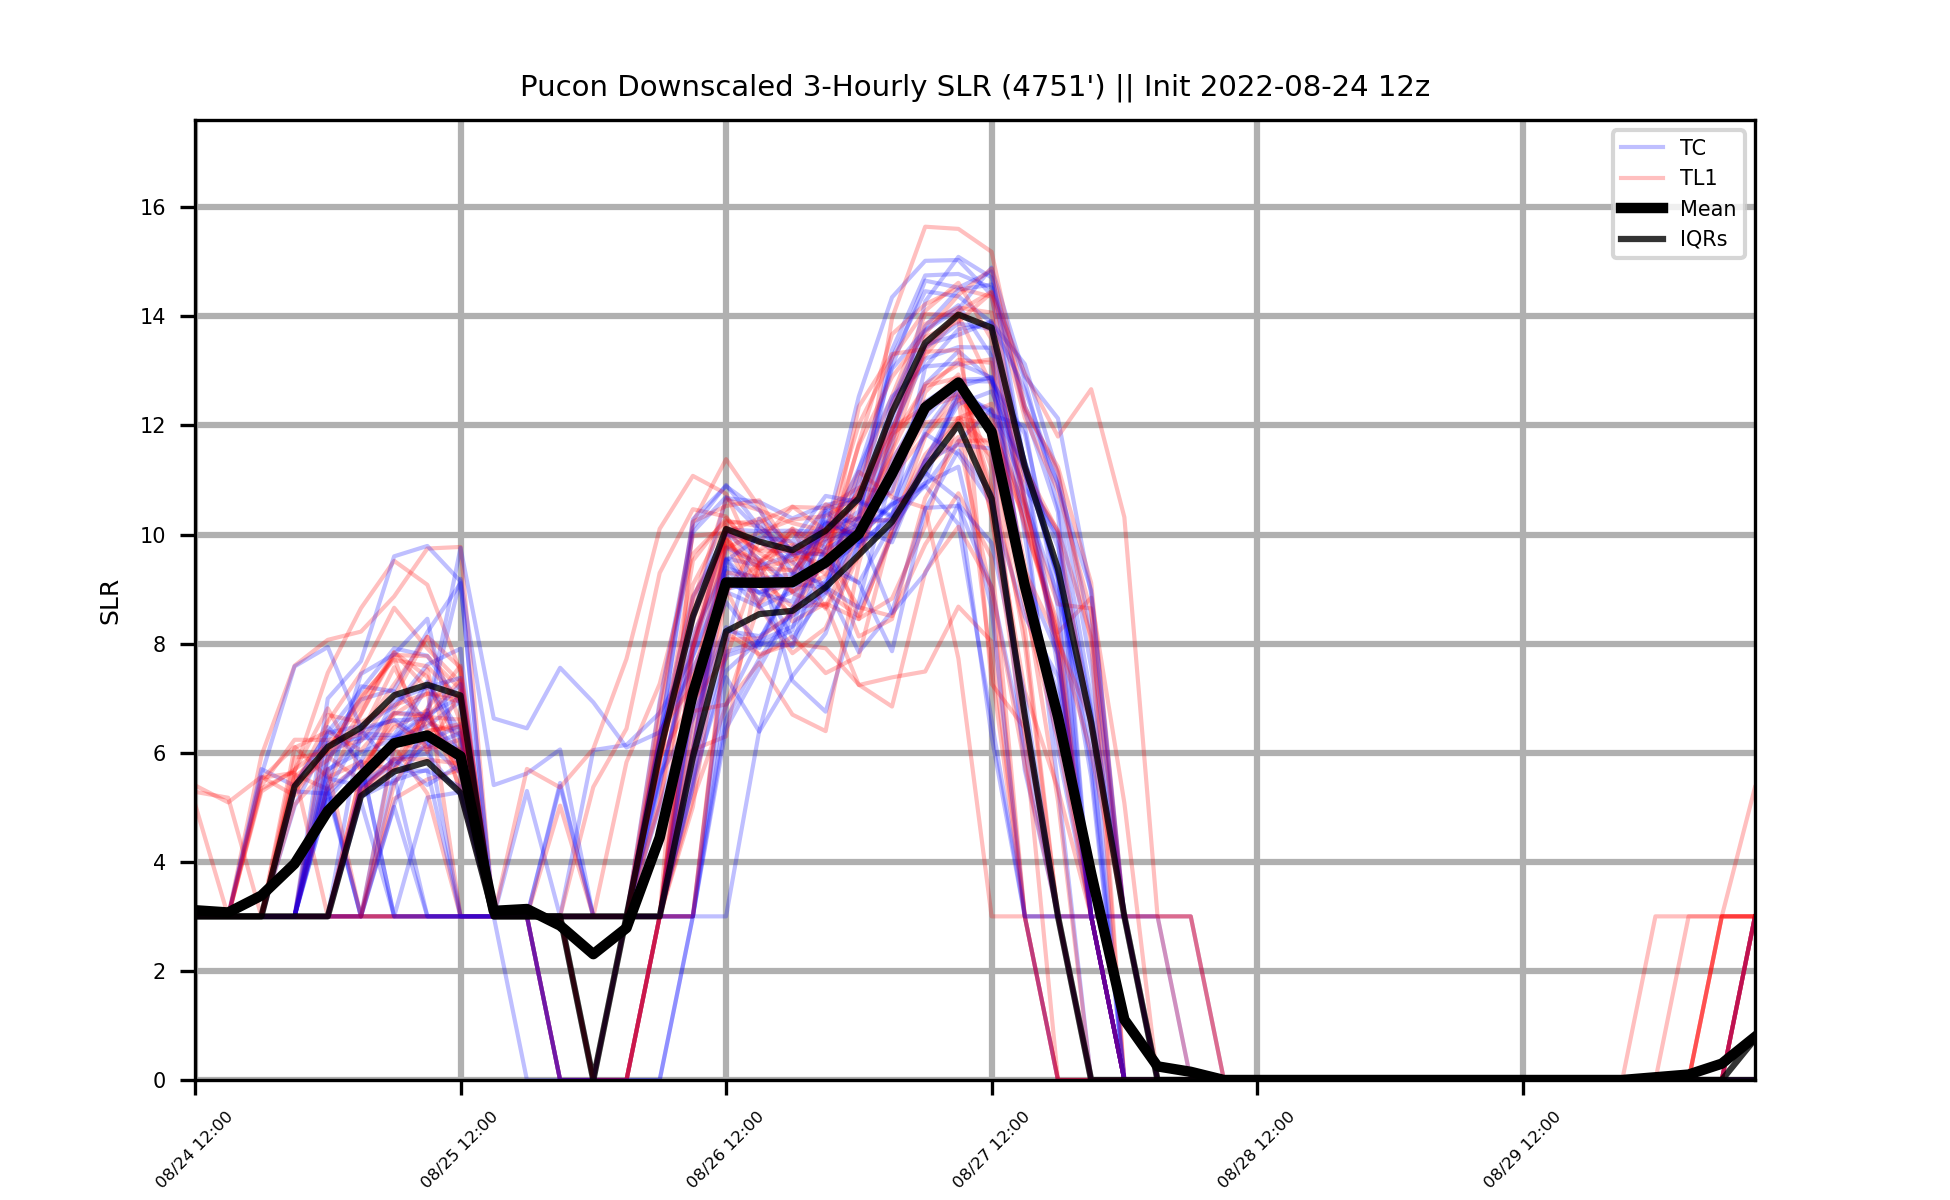 Pucon Downscaled 3-Hourly SLR (4751') || Init 2022-08-24 12z
TC
TL1
Mean
IQRs
SLR
16
14
12
10
8
6
4
2
0
08/24 12:00
08/25 12:00
08/26 12:00
08/27 12:00
08/28 12:00
08/29 12:00